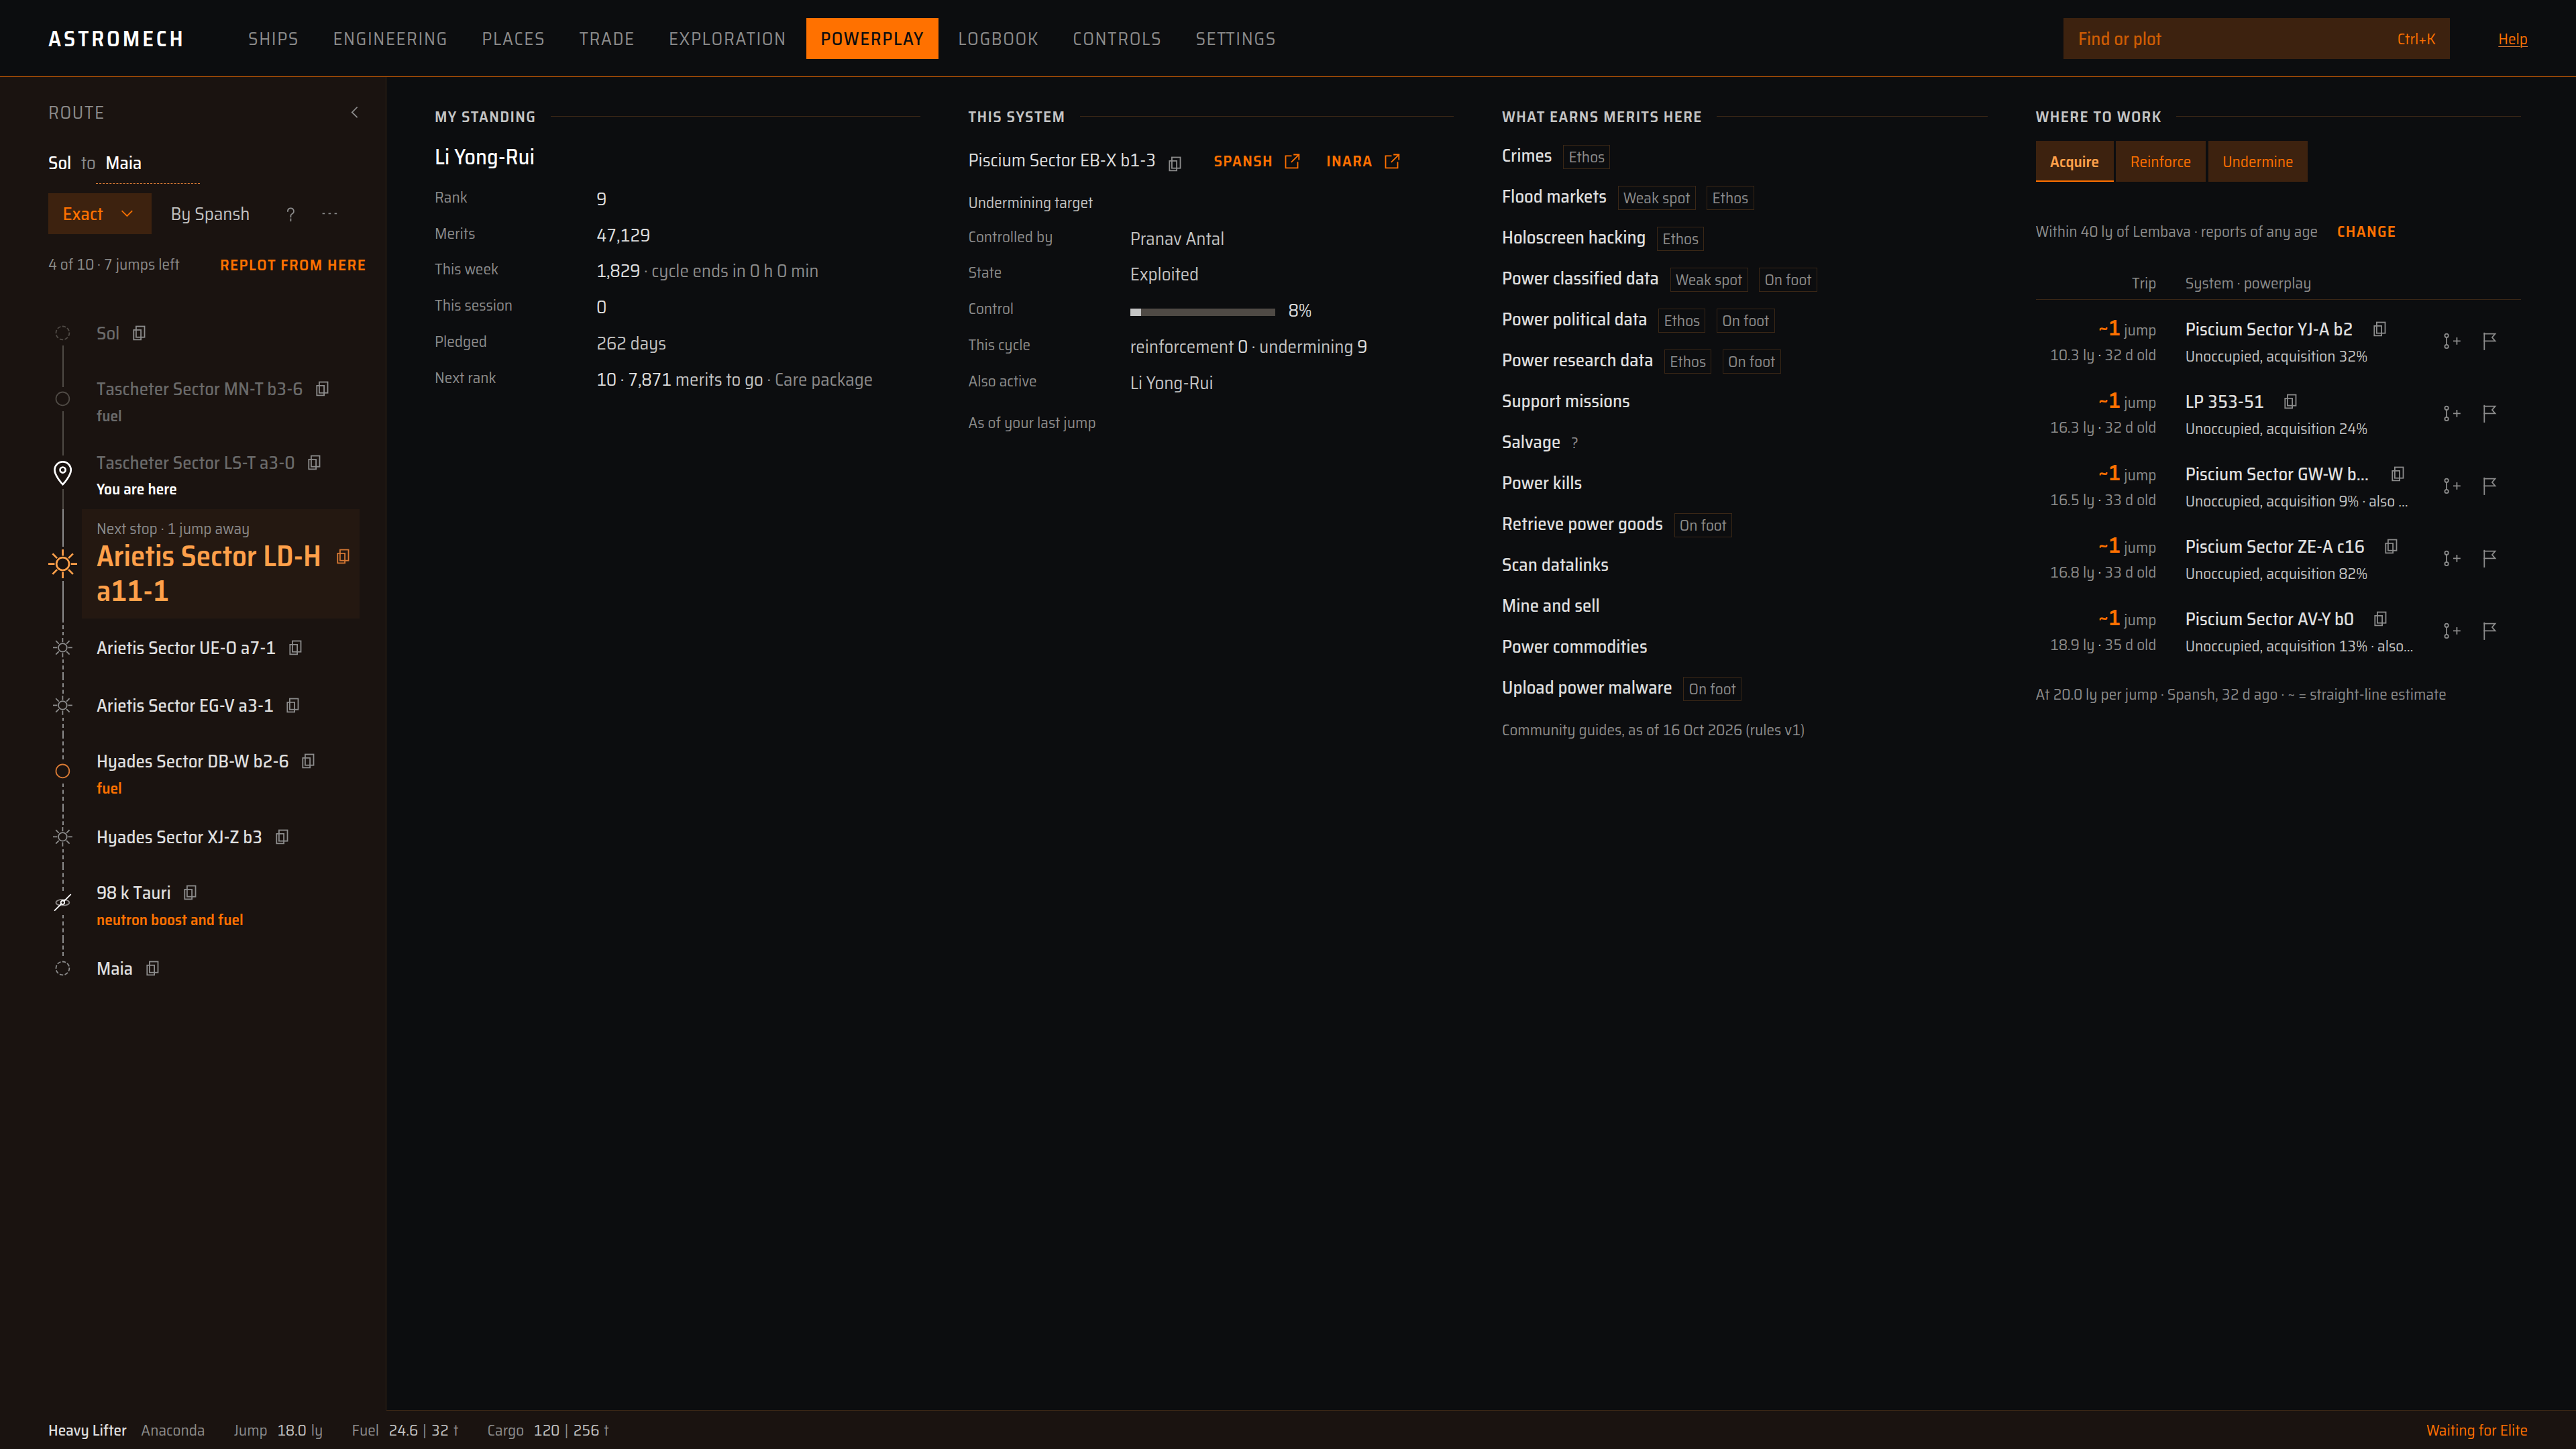 ASTROMECH SHIPS ENGINEERING PLACES TRADE EXPLORATION POWERPLAY LOGBOOK CONTROLS SETTINGS Find or plot Ctrl+K Help
ROUTE
Sol to Maia
Exact By Spansh ? ...
4 of 10 · 7 jumps left REPLOT FROM HERE
Sol
Tascheter Sector MN-T b3-6
fuel
Tascheter Sector LS-T a3-0
You are here
Next stop · 1 jump away
Arietis Sector LD-H
a11-1
Arietis Sector UE-O a7-1
Arietis Sector EG-V a3-1
Hyades Sector DB-W b2-6
fuel
Hyades Sector XJ-Z b3
98 k Tauri
neutron boost and fuel
Maia
MY STANDING
Li Yong-Rui
Rank 9
Merits 47,129
This week 1,829 · cycle ends in 0 h 0 min
This session 0
Pledged 262 days
Next rank 10 · 7,871 merits to go · Care package
THIS SYSTEM
Piscium Sector EB-X b1-3 SPANSH INARA
Undermining target
Controlled by Pranav Antal
State Exploited
Control 8%
This cycle reinforcement 0 · undermining 9
Also active Li Yong-Rui
As of your last jump
WHAT EARNS MERITS HERE
Crimes Ethos
Flood markets Weak spot Ethos
Holoscreen hacking Ethos
Power classified data Weak spot On foot
Power political data Ethos On foot
Power research data Ethos On foot
Support missions
Salvage ?
Power kills
Retrieve power goods On foot
Scan datalinks
Mine and sell
Power commodities
Upload power malware On foot
Community guides, as of 16 Oct 2026 (rules v1)
WHERE TO WORK
Acquire Reinforce Undermine
Within 40 ly of Lembava · reports of any age CHANGE
Trip System · powerplay
~1 jump Piscium Sector YJ-A b2
10.3 ly · 32 d old Unoccupied, acquisition 32%
~1 jump LP 353-51
16.3 ly · 32 d old Unoccupied, acquisition 24%
~1 jump Piscium Sector GW-W b...
16.5 ly · 33 d old Unoccupied, acquisition 9% · also ...
~1 jump Piscium Sector ZE-A c16
16.8 ly · 33 d old Unoccupied, acquisition 82%
~1 jump Piscium Sector AV-Y b0
18.9 ly · 35 d old Unoccupied, acquisition 13% · also...
At 20.0 ly per jump · Spansh, 32 d ago · ~ = straight-line estimate
Heavy Lifter Anaconda Jump 18.0 ly Fuel 24.6 | 32 t Cargo 120 | 256 t Waiting for Elite